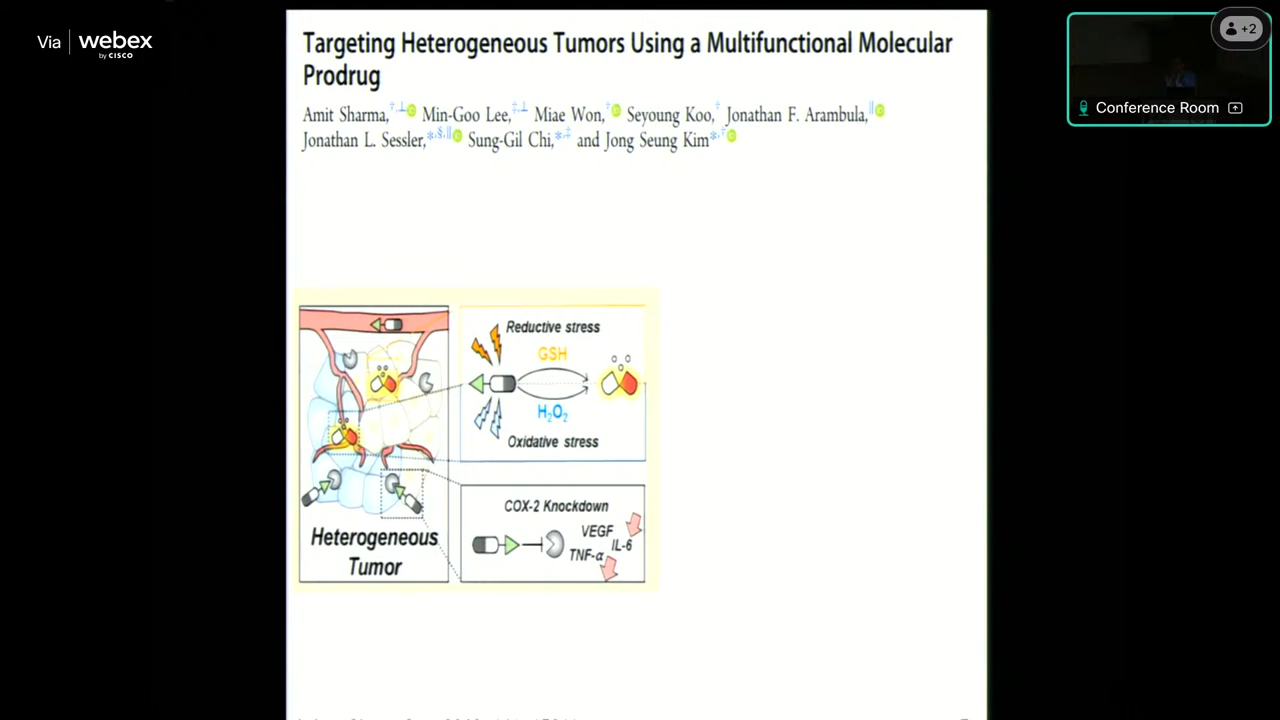 Via webex
by CISCO
+2
Conference Room
Targeting Heterogeneous Tumors Using a Multifunctional Molecular
Prodrug
Amit Sharma,†,⊥ Min-Goo Lee,‡,⊥ Miae Won,† Seyoung Koo,† Jonathan F. Arambula,||
Jonathan L. Sessler,*,§,|| Sung-Gil Chi,*,‡ and Jong Seung Kim*,†
Reductive stress
GSH
H₂O₂
Oxidative stress
COX-2 Knockdown
VEGF
IL-6
TNF-α
Heterogeneous
Tumor